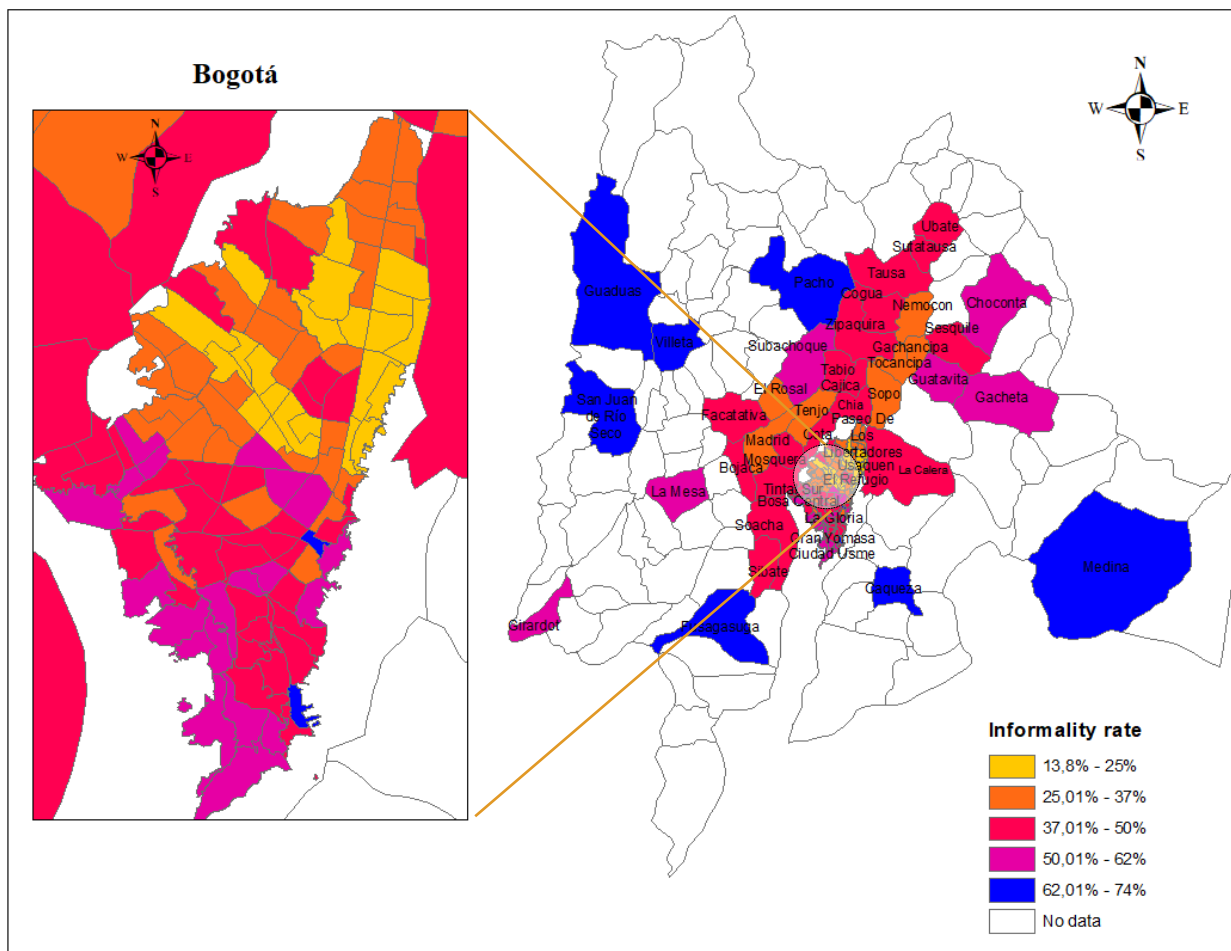 Bogotá
N
W E
S
N
W E
S
Ubate
Sutatausa
Tausa
Pacho
Guaduas
Cogua
Nemocon
Choconta
Zipaquira
Sesquile
Villeta
Subachoque
Gachancipa
Tocancipa
Tabio
Guatavita
El Rosal
Cajica
Sopo
Gacheta
San Juan
de Río
Seco
Facatativa
Tenjo
Chia
Paseo De
Los
Madrid
Cota
Libertadores
Mosquera
Usaquen
Bojaca
La Calera
El Refugio
La Mesa
Tintal Sur
Bosa Central
Soacha
La Gloria
Gran Yomasa
Ciudad Usme
Sibate
Medina
Caqueza
Girardot
Fusagasuga
Informality rate
13,8% - 25%
25,01% - 37%
37,01% - 50%
50,01% - 62%
62,01% - 74%
No data